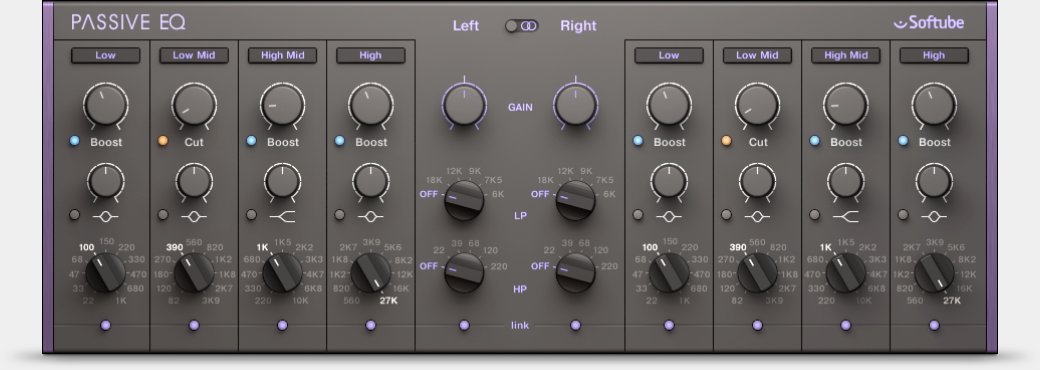 PASSIVE EQ
Left Right
Softube
Low Low Mid High Mid High
Low Low Mid High Mid High
GAIN
Boost Cut Boost Boost
Boost Cut Boost Boost
18K 12K 9K 7K5 6K OFF
LP
18K 12K 9K 7K5 6K OFF
22 33 47 68 100 150 220 330 470 680 1K
82 120 180 270 390 560 820 1K2 1K8 2K7 3K9
220 330 470 680 1K 1K5 2K2 3K3 4K7 6K8 10K
560 820 1K2 1K8 2K7 3K9 5K6 8K2 12K 16K 27K
OFF 22 39 68 120 220
HP
OFF 22 39 68 120 220
22 33 47 68 100 150 220 330 470 680 1K
82 120 180 270 390 560 820 1K2 1K8 2K7 3K9
220 330 470 680 1K 1K5 2K2 3K3 4K7 6K8 10K
560 820 1K8 2K7 3K9 5K6 8K2 12K 16K 27K
link